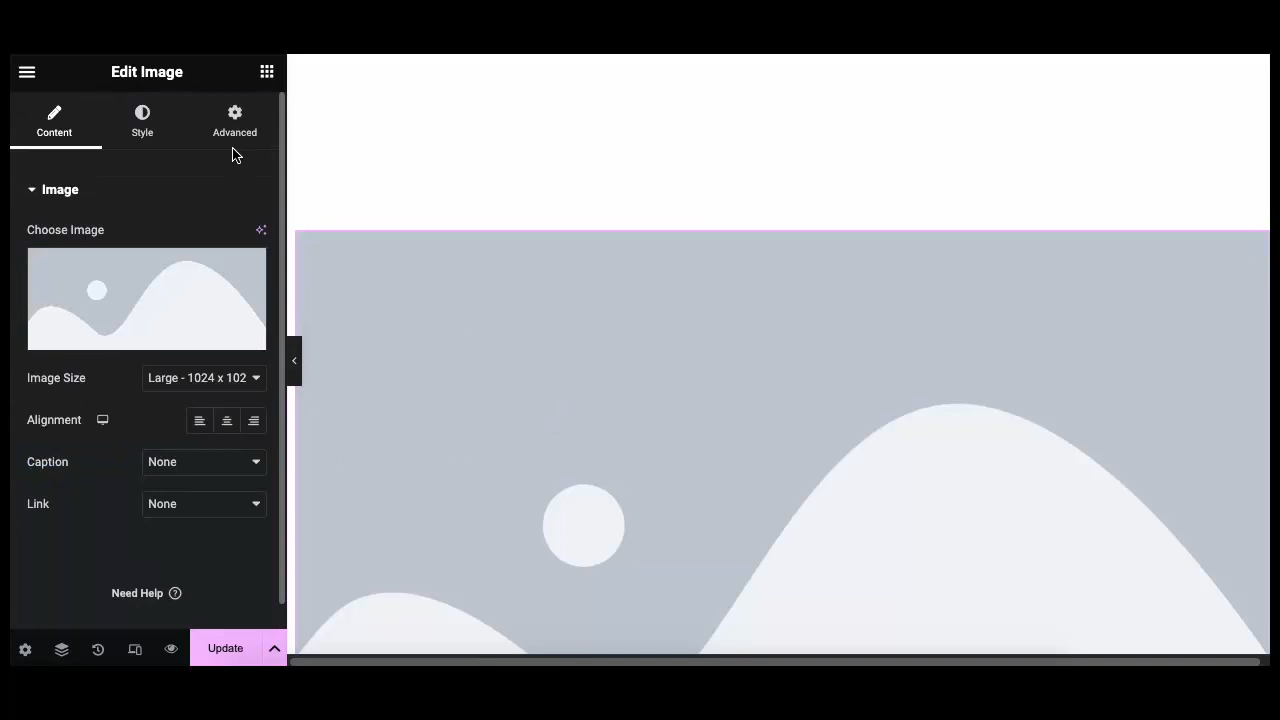 Edit Image
Content
Style
Advanced
Image
Choose Image
Image Size
Large - 1024 x 102
Alignment
Caption
None
Link
None
Need Help ?
Update